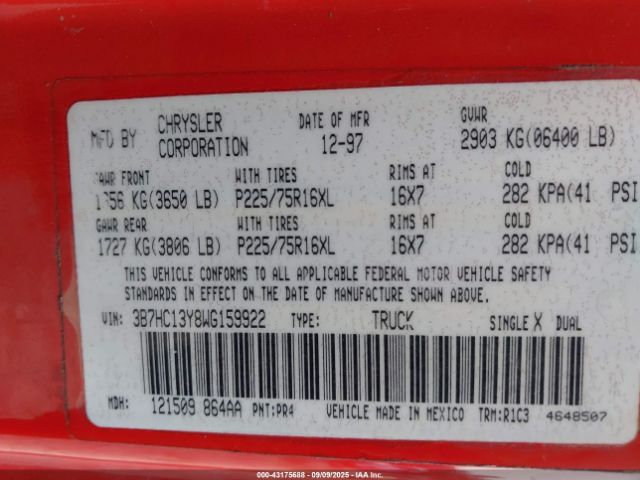 MFD BY CHRYSLER CORPORATION DATE OF MFR 12-97 GVWR 2903 KG(06400 LB)
GAWR FRONT WITH TIRES RIMS AT COLD
1656 KG(3650 LB) P225/75R16XL 16X7 282 KPA(41 PSI
GAWR REAR WITH TIRES RIMS AT COLD
1727 KG(3806 LB) P225/75R16XL 16X7 282 KPA(41 PSI
THIS VEHICLE CONFORMS TO ALL APPLICABLE FEDERAL MOTOR VEHICLE SAFETY
STANDARDS IN EFFECT ON THE DATE OF MANUFACTURE SHOWN ABOVE.
VIN: 3B7HC13Y8WG159922 TYPE: TRUCK SINGLE X DUAL
MDH: 121509 864AA PNT:PR4 VEHICLE MADE IN MEXICO TRM:R1C3 4648507
000-43175688 - 09/09/2025 - IAA, Inc.